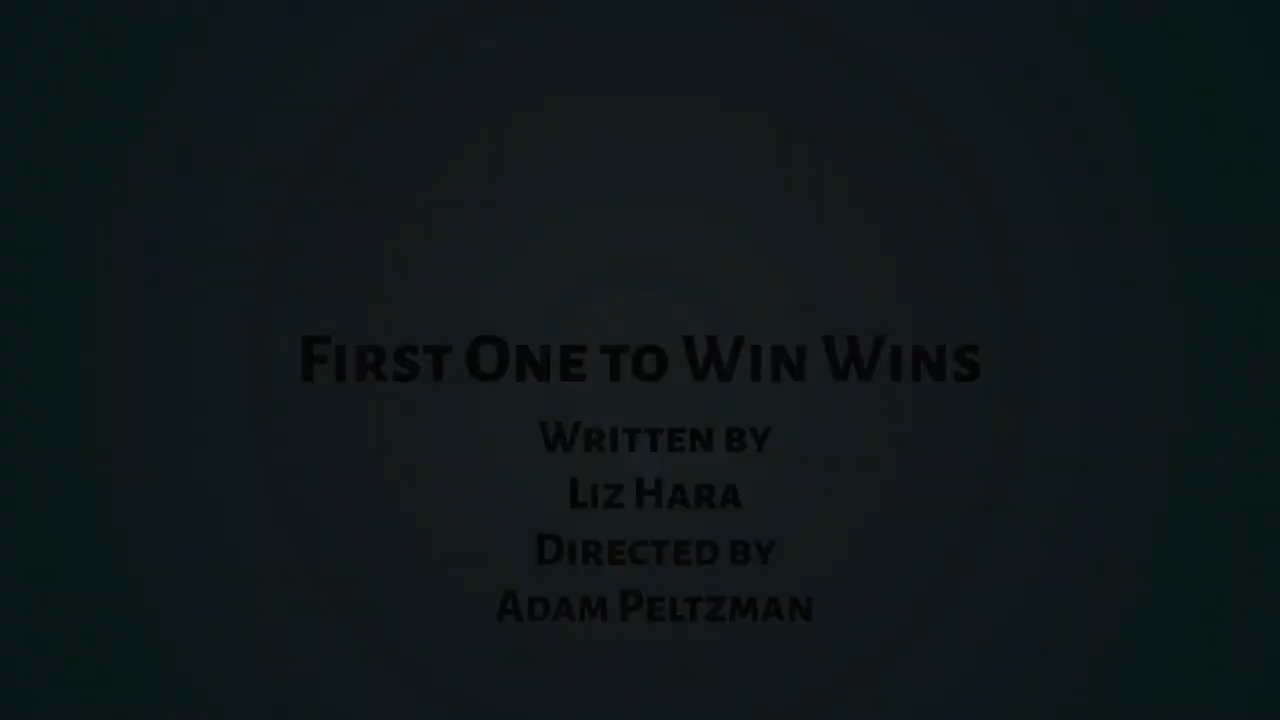 First One to Win Wins
Written by
Liz Hara
Directed by
Adam Peltzman